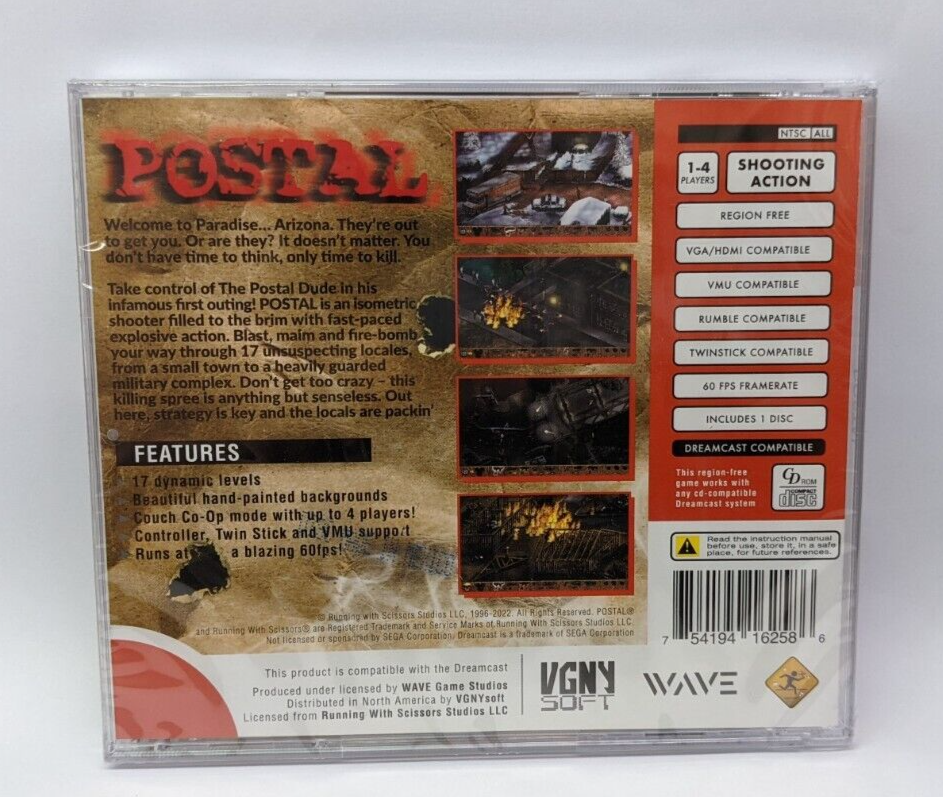 POSTAL
Welcome to Paradise... Arizona. They're out
to get you. Or are they? It doesn't matter. You
don't have time to think, only time to kill.
Take control of The Postal Dude in his
infamous first outing! POSTAL is an isometric
shooter filled to the brim with fast-paced
explosive action. Blast, maim and fire-bomb
your way through 17 unsuspecting locales,
from a small town to a heavily guarded
military complex. Don't get too crazy – this
killing spree is anything but senseless. Out
here, strategy is key and the locals are packin'
FEATURES
17 dynamic levels
Beautiful hand-painted backgrounds
Couch Co-Op mode with up to 4 players!
Controller, Twin Stick and VMU support
Runs at a blazing 60fps!
© Running with Scissors Studios LLC, 1996-2022. All Rights Reserved. POSTAL®
and Running With Scissors® are Registered Trademark and Service Marks of Running With Scissors LLC.
Not licensed or sponsored by SEGA Corporation. Dreamcast is a trademark of SEGA Corporation
This product is compatible with the Dreamcast
Produced under licensed by WAVE Game Studios
Distributed in North America by VGNYsoft
Licensed from Running With Scissors Studios LLC
VGNY
SOFT
WAVE
NTSC ALL
1-4
PLAYERS
SHOOTING
ACTION
REGION FREE
VGA/HDMI COMPATIBLE
VMU COMPATIBLE
RUMBLE COMPATIBLE
TWINSTICK COMPATIBLE
60 FPS FRAMERATE
INCLUDES 1 DISC
DREAMCAST COMPATIBLE
This region-free
game works with
any cd-compatible
Dreamcast system
GD ROM
COMPACT
disc
Read the instruction manual
before use, store it, in a safe
place, for future references.
7 54194 16258 6